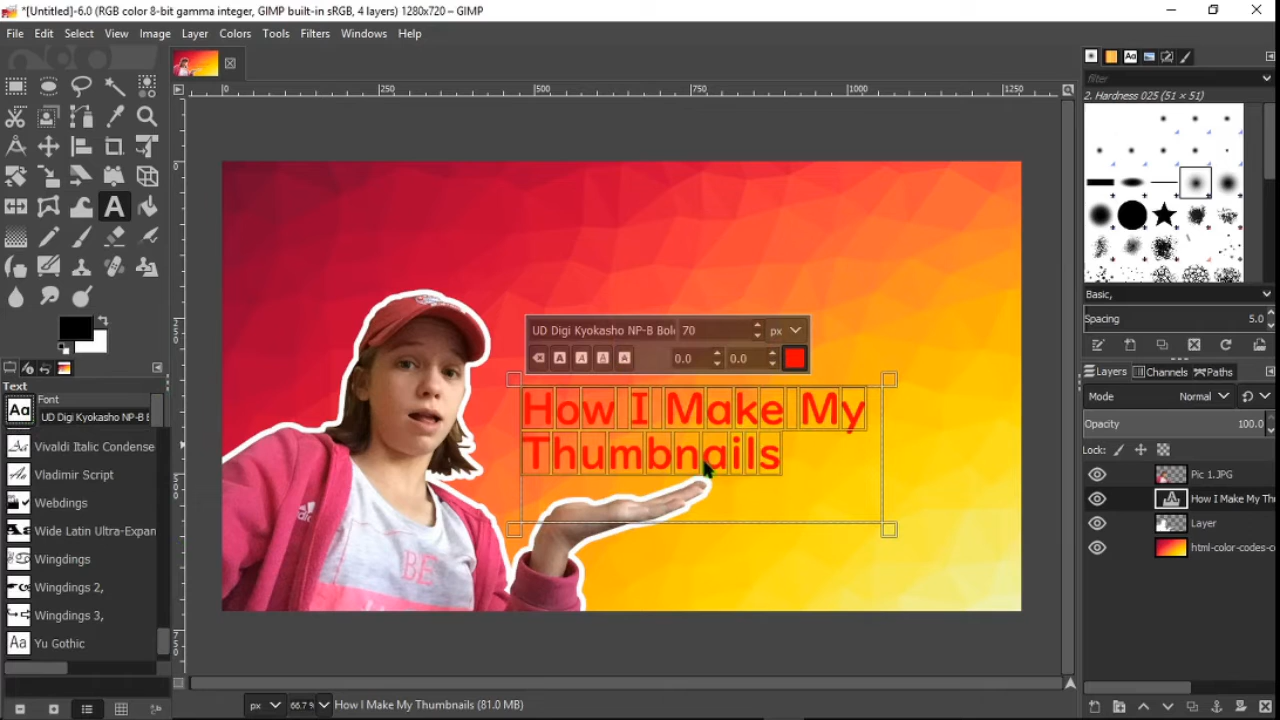 *[Untitled]-6.0 (RGB color 8-bit gamma integer, GIMP built-in sRGB, 4 layers) 1280x720 – GIMP
File Edit Select View Image Layer Colors Tools Filters Windows Help
0 250 500 750 1000 1250
filter
2. Hardness 025 (51 × 51)
Basic,
Spacing 5.0
Layers Channels Paths
Mode Normal
Opacity 100.0
Lock:
Pic 1.JPG
How I Make My Th
Layer
html-color-codes-c
Text
Font
Aa UD Digi Kyokasho NP-B E
Vivaldi Italic Condense
Vladimir Script
Webdings
Wide Latin Ultra-Expan
Wingdings
Wingdings 2,
Wingdings 3,
Aa Yu Gothic
UD Digi Kyokasho NP-B Bol 70 px
0.0 0.0
How I Make My
Thumbnails
BE
px 66.7 % How I Make My Thumbnails (81.0 MB)